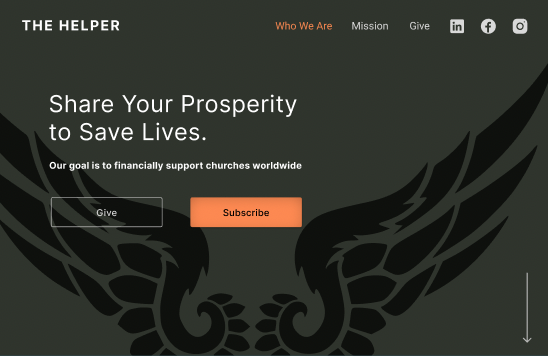 THE HELPER
Who We Are
Mission
Give
Share Your Prosperity
to Save Lives.
Our goal is to financially support churches worldwide
Give
Subscribe